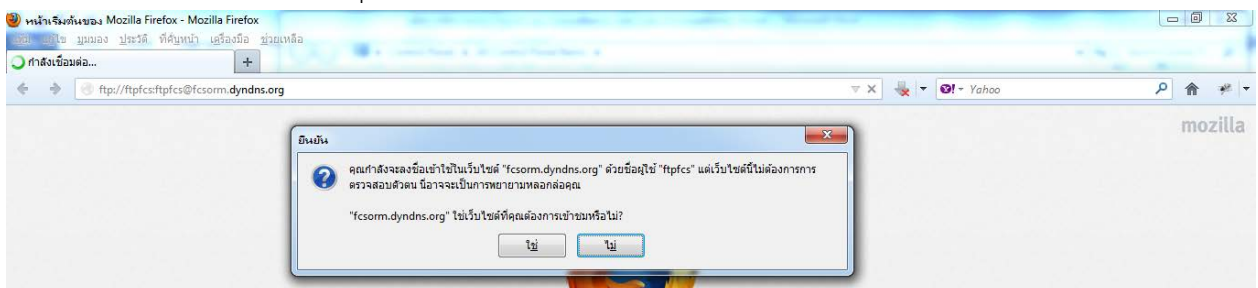 หน้าเริ่มต้นของ Mozilla Firefox - Mozilla Firefox
มุมมอง ประวัติ ที่คั่นหน้า เครื่องมือ ช่วยเหลือ
กำลังเชื่อมต่อ...
ftp://ftpfcs:ftpfcs@fcsorm.dyndns.org
Yahoo
mozilla
ยืนยัน
คุณกำลังจะลงชื่อเข้าใช้ในเว็บไซต์ "fcsorm.dyndns.org" ด้วยชื่อผู้ใช้ "ftpfcs" แต่เว็บไซต์นี้ไม่ต้องการการ
ตรวจสอบตัวตน นี่อาจจะเป็นการพยายามหลอกล่อคุณ
"fcsorm.dyndns.org" ใช่เว็บไซต์ที่คุณต้องการเข้าชมหรือไม่?
ใช่
ไม่